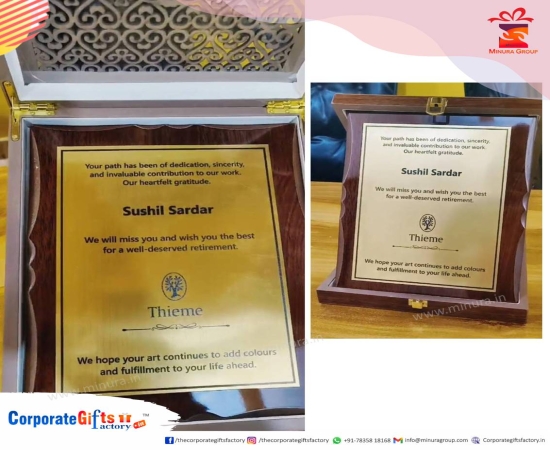 MINURA GROUP
Your path has been of dedication, sincerity,
and invaluable contribution to our work.
Our heartfelt gratitude.
Sushil Sardar
We will miss you and wish you the best
for a well-deserved retirement.
Thieme
We hope your art continues to add colours
and fulfillment to your life ahead.
Your path has been of dedication, sincerity,
and invaluable contribution to our work.
Our heartfelt gratitude.
Sushil Sardar
We will miss you and wish you the best
for a well-deserved retirement.
Thieme
We hope your art continues to add colours
and fulfillment to your life ahead.
www.minura.in
www.minura.in
CorporateGifts
Factory
TM
/thecorporategiftsfactory /thecorporategiftsfactory +91-78358 18168 info@minuragroup.com Corporategiftsfactory.in